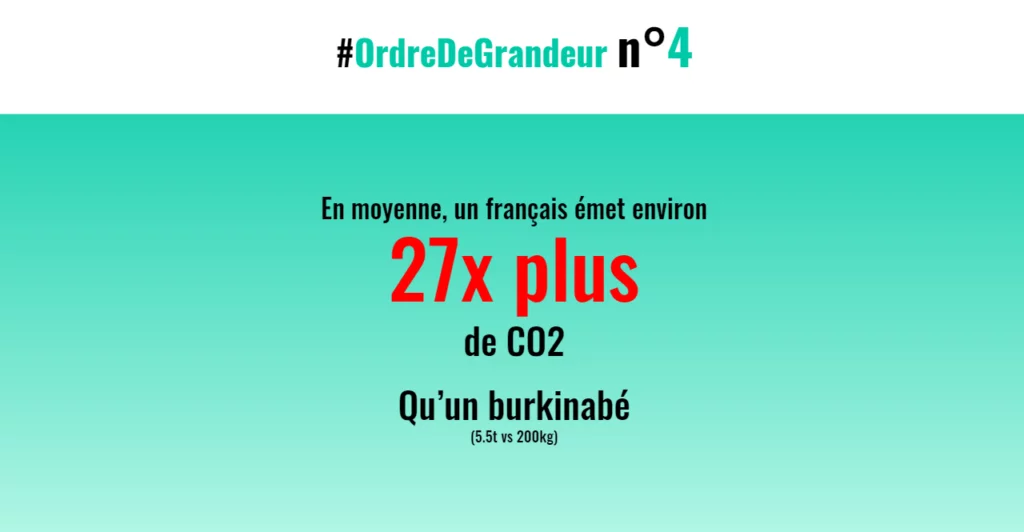 #OrdreDeGrandeur n°4
En moyenne, un français émet environ
27x plus
de CO2
Qu’un burkinabé
(5.5t vs 200kg)